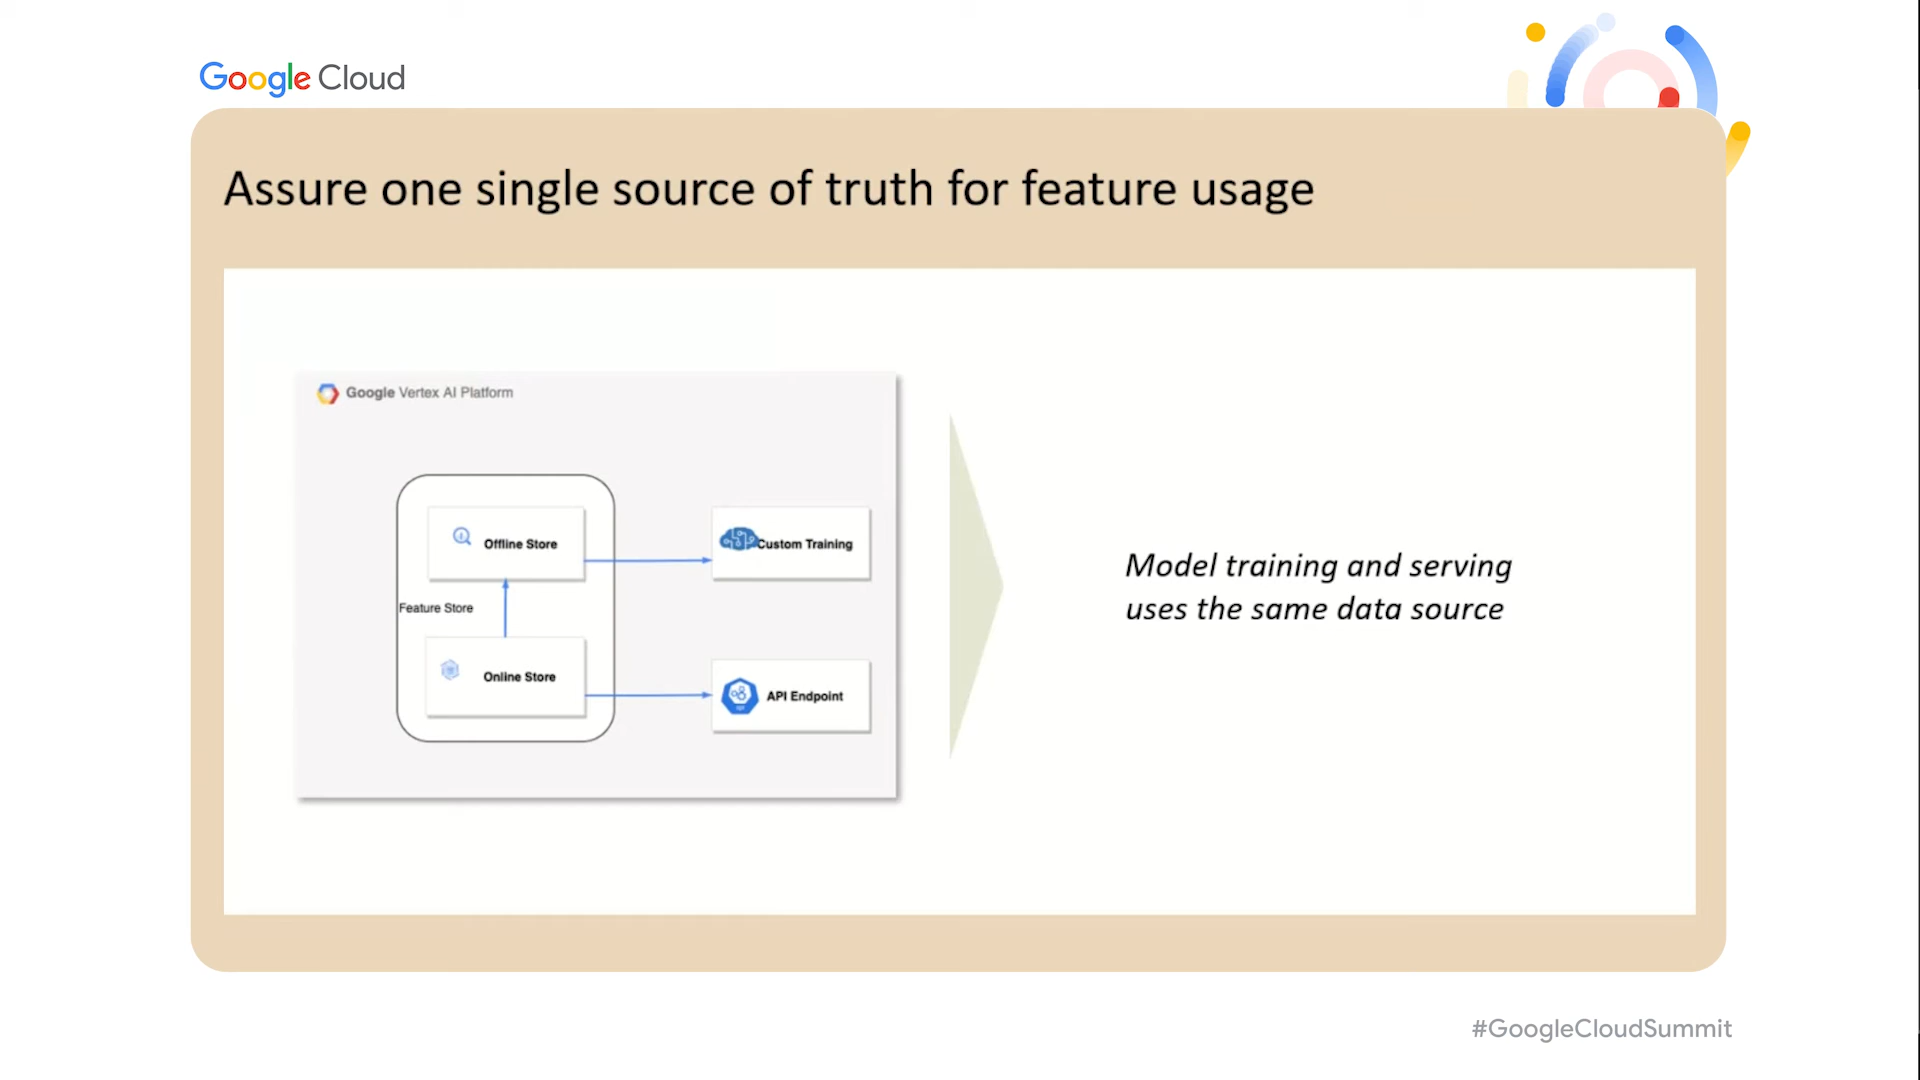 Google Cloud
Assure one single source of truth for feature usage
Google Vertex AI Platform
Offline Store
Custom Training
Feature Store
Online Store
API Endpoint
Model training and serving
uses the same data source
#GoogleCloudSummit